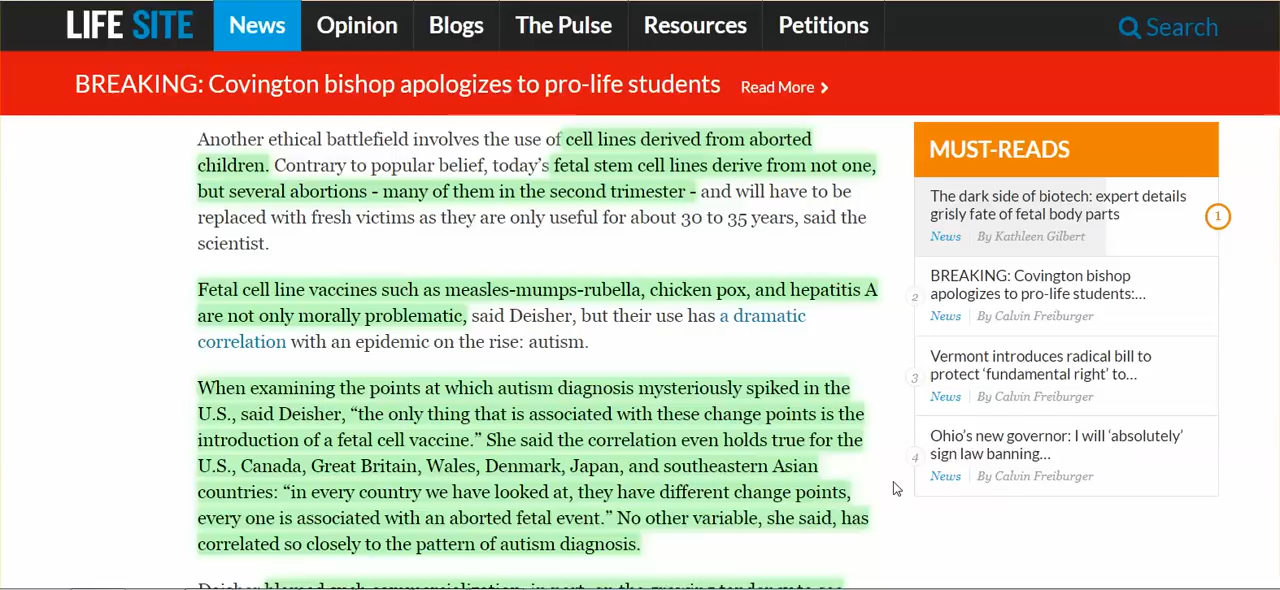 LIFE SITE News Opinion Blogs The Pulse Resources Petitions Search
BREAKING: Covington bishop apologizes to pro-life students Read More
Another ethical battlefield involves the use of cell lines derived from aborted
children. Contrary to popular belief, today's fetal stem cell lines derive from not one,
but several abortions - many of them in the second trimester - and will have to be
replaced with fresh victims as they are only useful for about 30 to 35 years, said the
scientist.
Fetal cell line vaccines such as measles-mumps-rubella, chicken pox, and hepatitis A
are not only morally problematic, said Deisher, but their use has a dramatic
correlation with an epidemic on the rise: autism.
When examining the points at which autism diagnosis mysteriously spiked in the
U.S., said Deisher, “the only thing that is associated with these change points is the
introduction of a fetal cell vaccine.” She said the correlation even holds true for the
U.S., Canada, Great Britain, Wales, Denmark, Japan, and southeastern Asian
countries: “in every country we have looked at, they have different change points,
every one is associated with an aborted fetal event.” No other variable, she said, has
correlated so closely to the pattern of autism diagnosis.
Deisher blamed such commercialization, in part, on the growing tendency to see
MUST-READS
The dark side of biotech: expert details
grisly fate of fetal body parts
1
News By Kathleen Gilbert
BREAKING: Covington bishop
2
apologizes to pro-life students:...
News By Calvin Freiburger
Vermont introduces radical bill to
3
protect ‘fundamental right’ to...
News By Calvin Freiburger
Ohio’s new governor: I will ‘absolutely’
4
sign law banning...
News By Calvin Freiburger